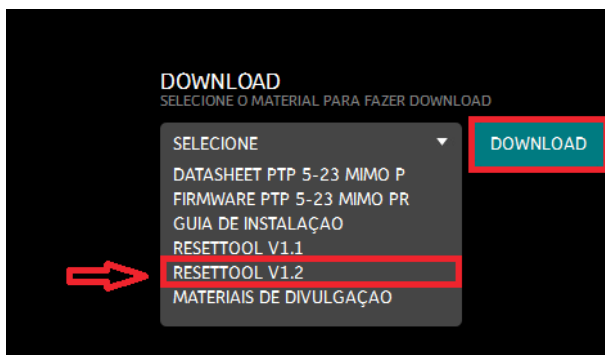 DOWNLOAD
SELECIONE O MATERIAL PARA FAZER DOWNLOAD
SELECIONE
DOWNLOAD
DATASHEET PTP 5-23 MIMO P
FIRMWARE PTP 5-23 MIMO PR
GUIA DE INSTALAÇAO
RESETTOOL V1.1
RESETTOOL V1.2
MATERIAIS DE DIVULGAÇAO